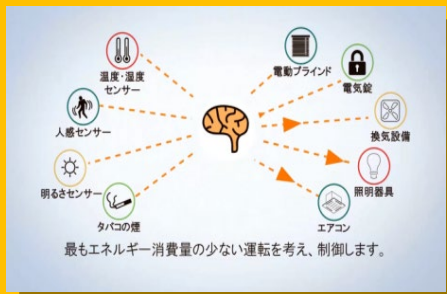 温度・湿度
センサー
人感センサー
明るさセンサー
タバコの煙
電動ブラインド
電気錠
換気設備
照明器具
エアコン
最もエネルギー消費量の少ない運転を考え、制御します。